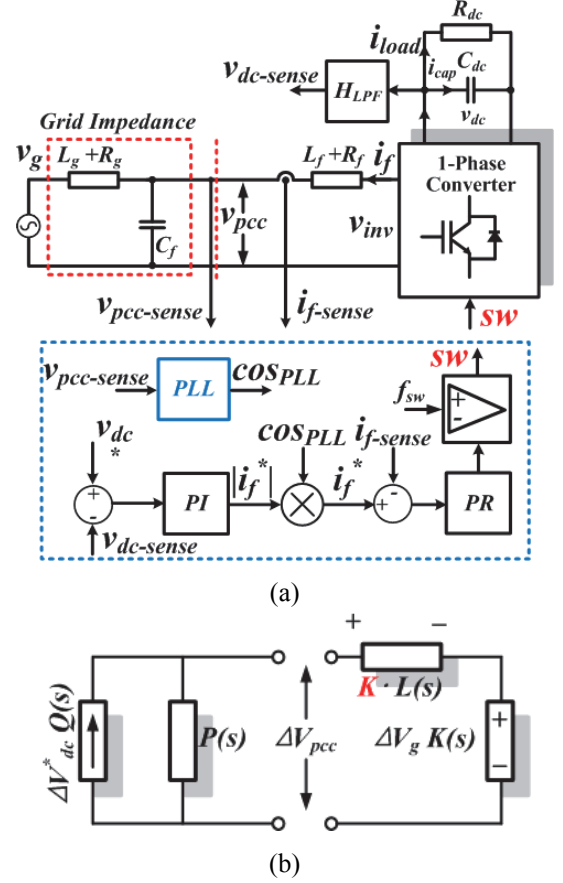 R_dc
i_load
i_cap C_dc
v_dc-sense
H_LPF
v_dc
Grid Impedance
v_g
L_g +R_g
L_f+R_f
i_f
1-Phase
Converter
v_pcc
C_f
v_inv
v_pcc-sense
i_f-sense
sw
sw
v_pcc-sense
PLL
cos_PLL
f_sw
+
-
v_dc
*
cos_PLL i_f-sense
+
-
PI
|i_f^*|
i_f^*
+
-
PR
v_dc-sense
(a)
+ −
K · L(s)
ΔV^*_dc Q(s)
P(s)
ΔV_pcc
ΔV_g K(s)
+
−
(b)